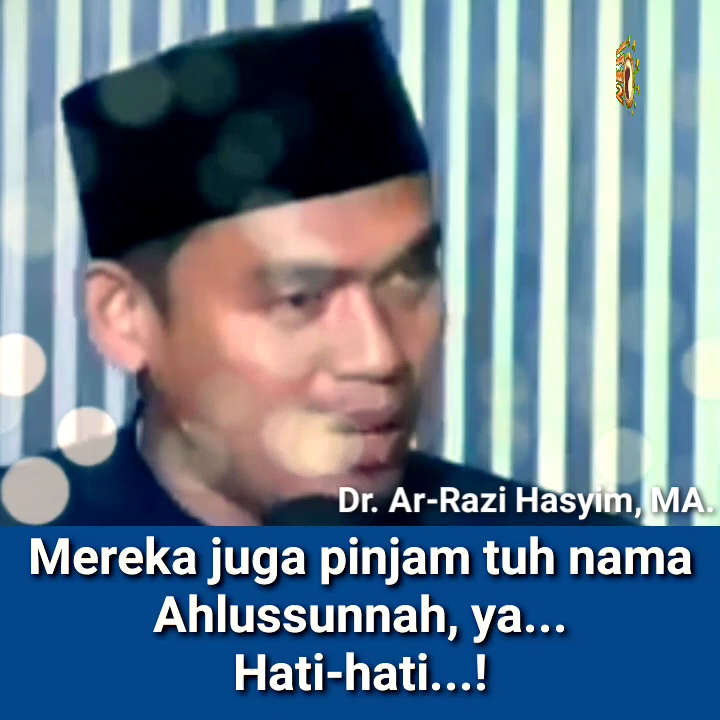 Dr. Ar-Razi Hasyim, MA.
Mereka juga pinjam tuh nama
Ahlussunnah, ya...
Hati-hati...!